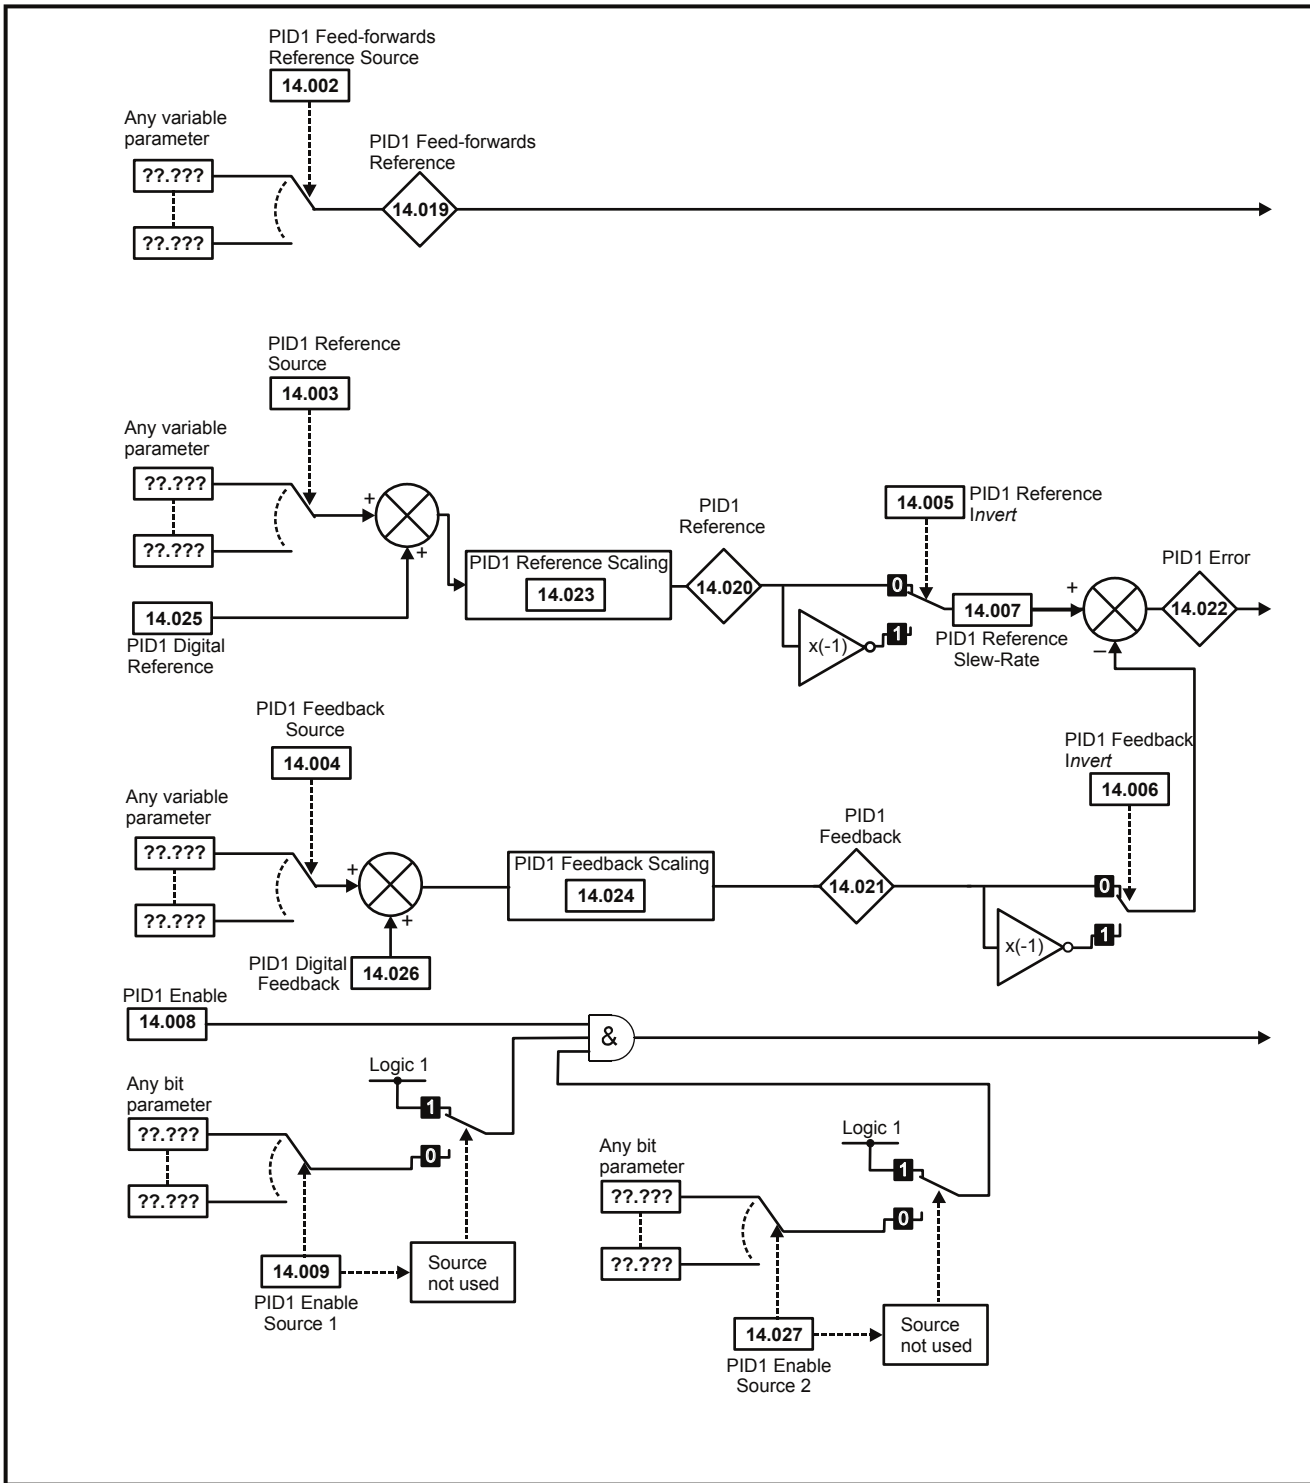 PID1 Feed-forwards
Reference Source
14.002
Any variable
parameter
PID1 Feed-forwards
Reference
??.???
14.019
??.???
PID1 Reference
Source
14.003
Any variable
parameter
??.???
+
??.???
+
14.025
PID1 Digital
Reference
PID1 Reference Scaling
14.023
PID1
Reference
14.020
0
x(-1)
1
14.005
PID1 Reference
Invert
14.007
PID1 Reference
Slew-Rate
+
–
PID1 Error
14.022
PID1 Feedback
Source
14.004
Any variable
parameter
??.???
+
??.???
+
PID1 Digital
Feedback
14.026
PID1 Feedback Scaling
14.024
PID1
Feedback
14.021
PID1 Feedback
Invert
14.006
0
x(-1)
1
PID1 Enable
14.008
&
Logic 1
1
Any bit
parameter
??.???
0
??.???
14.009
PID1 Enable
Source 1
Source
not used
Logic 1
1
Any bit
parameter
??.???
0
??.???
14.027
PID1 Enable
Source 2
Source
not used